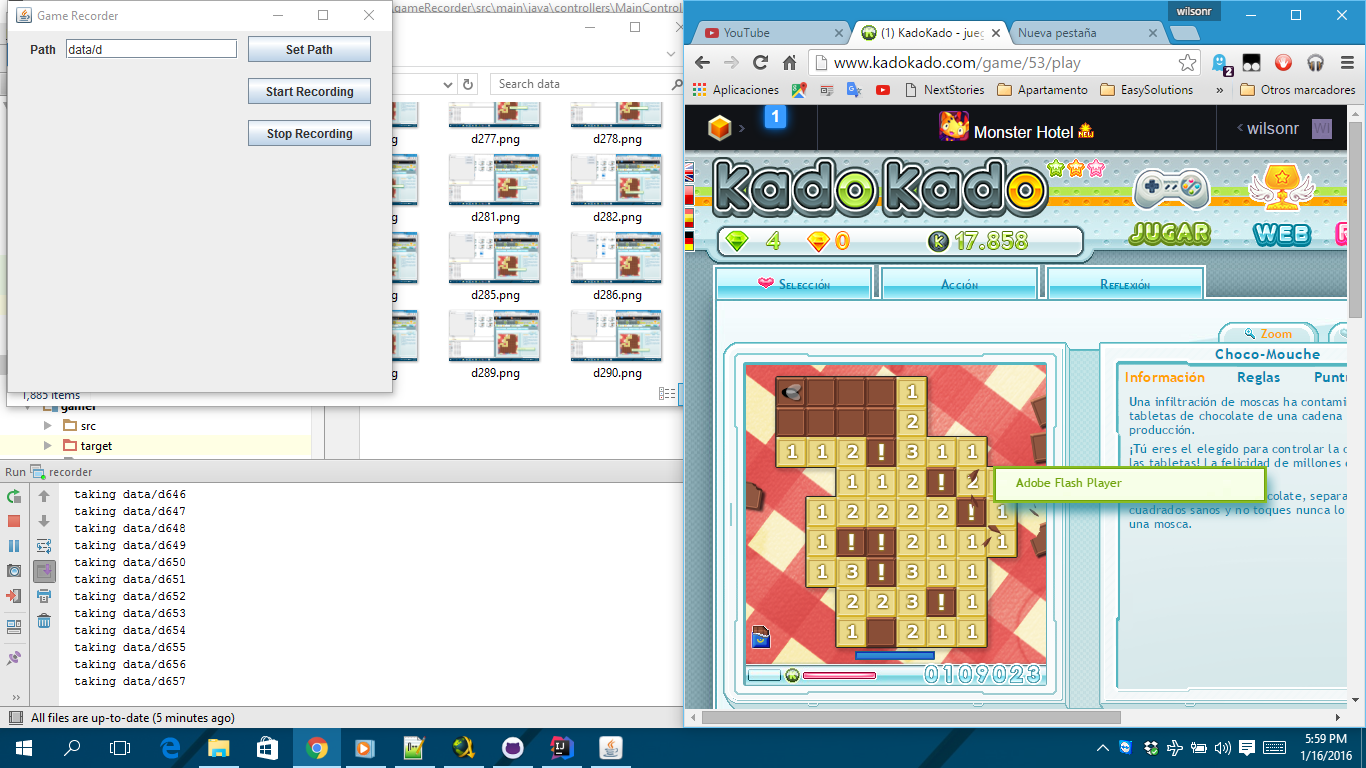 Game Recorder
Path data/d Set Path
Start Recording
Stop Recording
.gameRecorder\src\main\java\controllers\MainControl
Search data
d277.png d278.png
d281.png d282.png
d285.png d286.png
d289.png d290.png
1,885 items
gamer
src
target
Run recorder
taking data/d646
taking data/d647
taking data/d648
taking data/d649
taking data/d650
taking data/d651
taking data/d652
taking data/d653
taking data/d654
taking data/d655
taking data/d656
taking data/d657
All files are up-to-date (5 minutes ago)
wilsonr
YouTube (1) KadoKado - jueg Nueva pestaña
www.kadokado.com/game/53/play
2
Aplicaciones NextStories Apartamento EasySolutions » Otros marcadores
1 Monster Hotel NEW wilsonr WI
KadoKado
4 0 K 17.858
JUGAR WEB
Selección Acción Reflexión
Zoom
Choco-Mouche
Información Reglas Puntu
Una infiltración de moscas ha contami
tabletas de chocolate de una cadena
producción.
¡Tú eres el elegido para controlar la c
las tabletas! La felicidad de millones
Adobe Flash Player
colate, separa
cuadrados sanos y no toques nunca lo
una mosca.
1
2
1 1 2 ! 3 1 1
1 1 2 ! 2
1 2 2 2 2 ! 1
1 ! ! 2 1 1 1
1 3 ! 3 1 1
2 2 3 ! 1
1 2 1 1
0109023
5:59 PM
1/16/2016